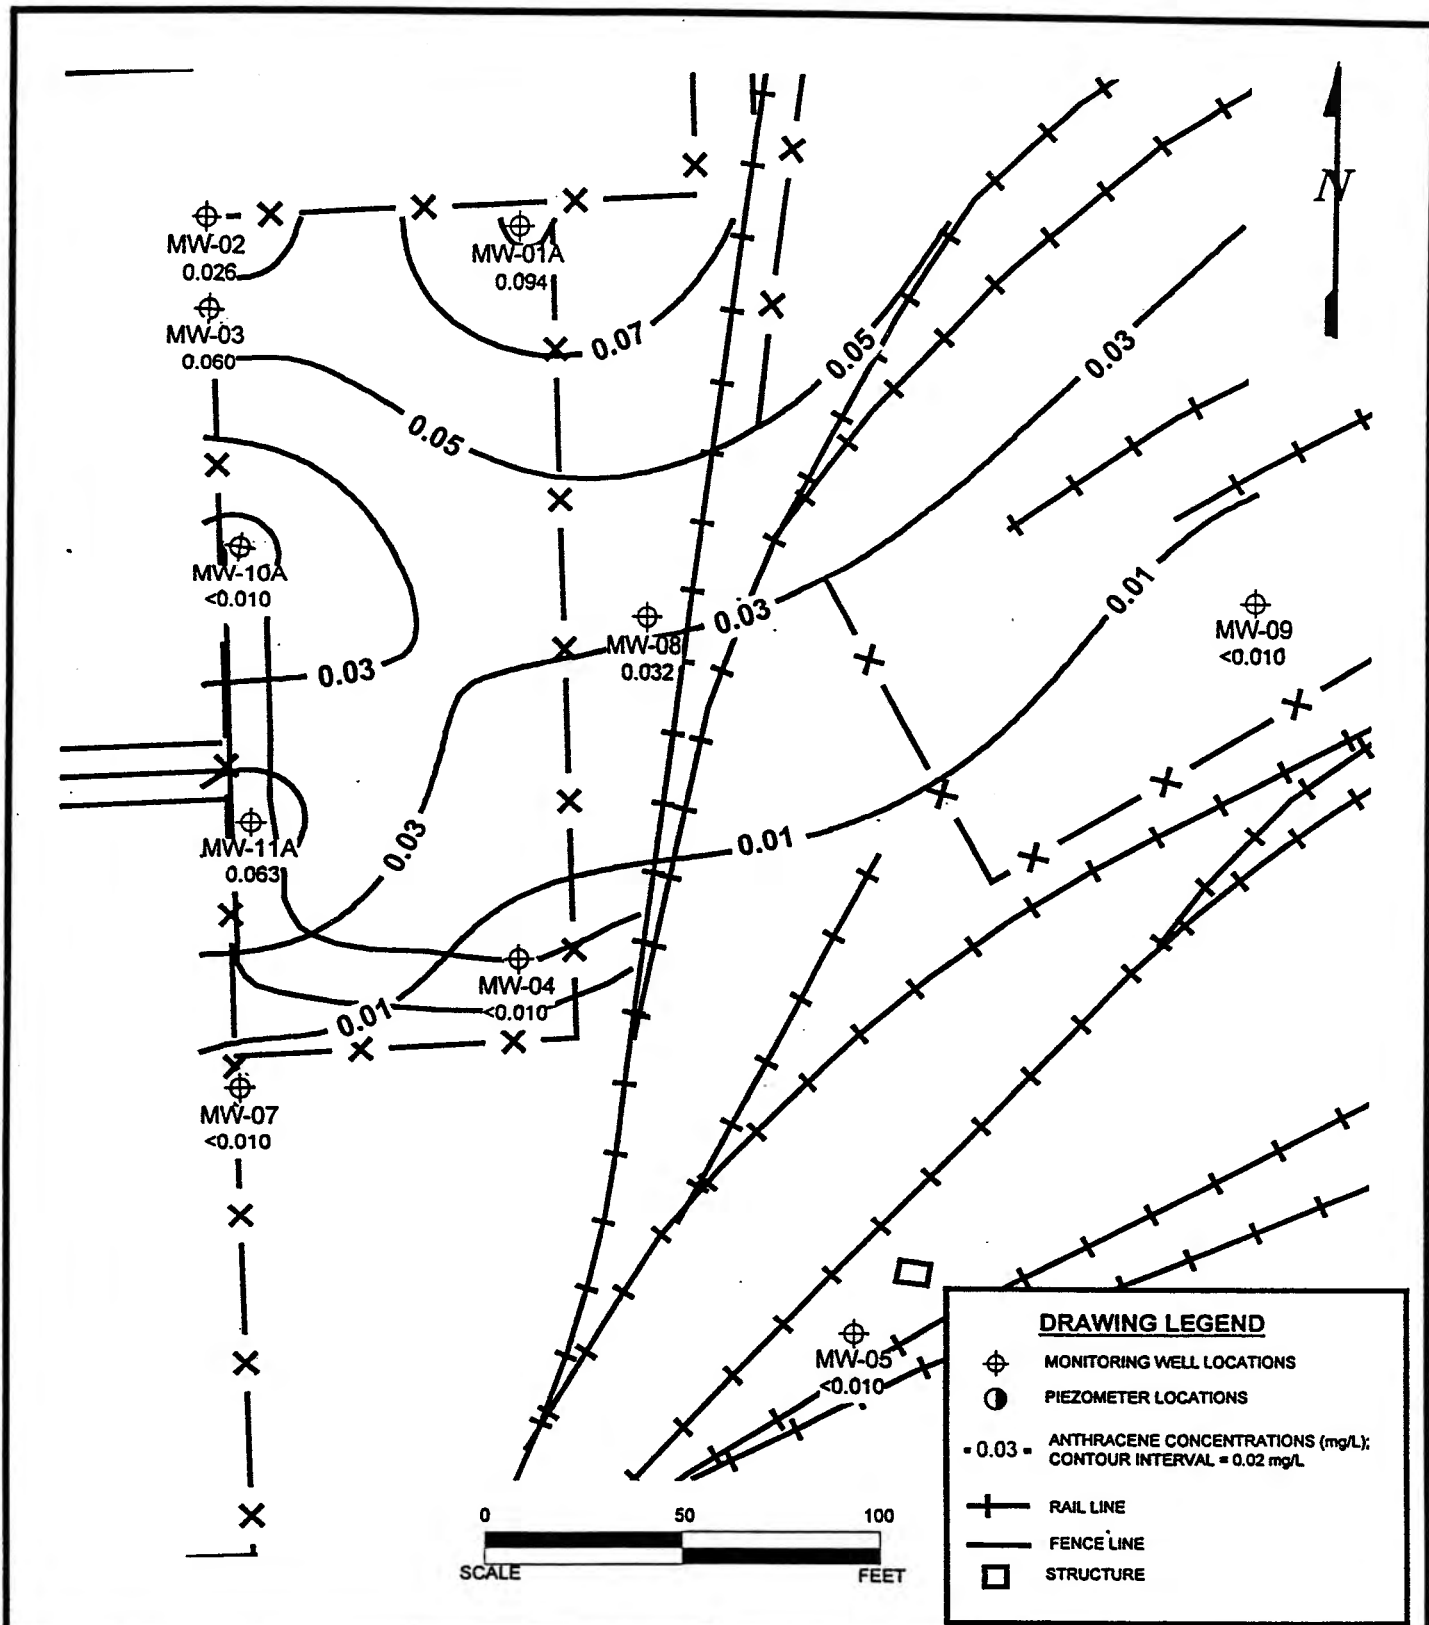 N
MW-02
0.026
MW-01A
0.094
MW-03
0.060
0.07
0.05
0.03
0.05
MW-10A
<0.010
0.01
MW-09
<0.010
0.03
MW-08
0.032
0.03
0.03
0.01
MW-11A
0.063
MW-04
<0.010
0.01
MW-07
<0.010
MW-05
<0.010
DRAWING LEGEND
MONITORING WELL LOCATIONS
PIEZOMETER LOCATIONS
0.03 ANTHRACENE CONCENTRATIONS (mg/L);
CONTOUR INTERVAL = 0.02 mg/L
RAIL LINE
FENCE LINE
STRUCTURE
0 50 100
SCALE FEET